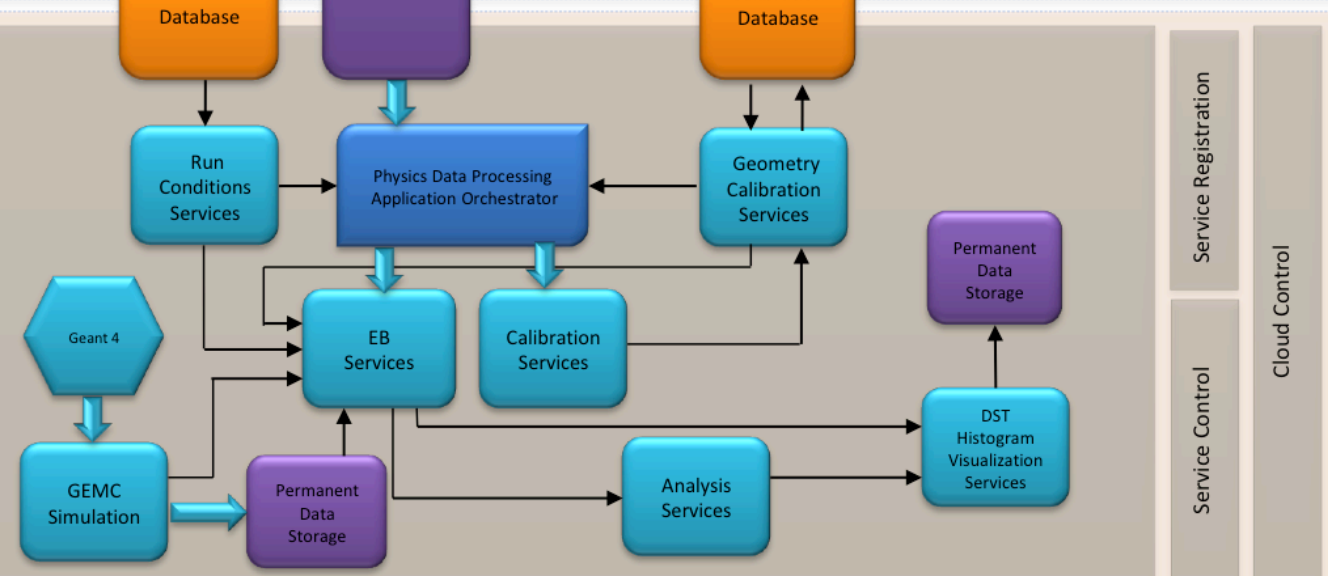 Database
Database
Run
Conditions
Services
Physics Data Processing
Application Orchestrator
Geometry
Calibration
Services
Service Registration
Cloud Control
Permanent
Data
Storage
Geant 4
EB
Services
Calibration
Services
Service Control
DST
Histogram
Visualization
Services
GEMC
Simulation
Permanent
Data
Storage
Analysis
Services